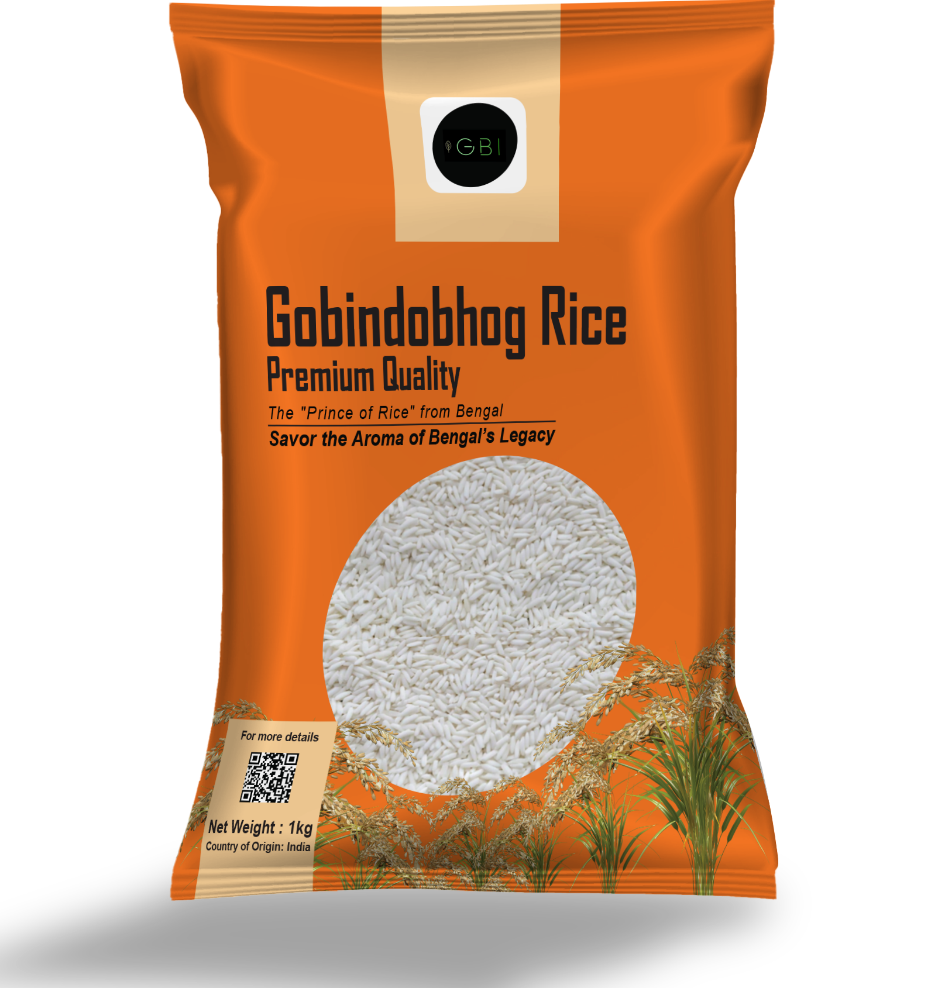 GBI
Gobindobhog Rice
Premium Quality
The "Prince of Rice" from Bengal
Savor the Aroma of Bengal's Legacy
For more details
Net Weight : 1kg
Country of Origin: India